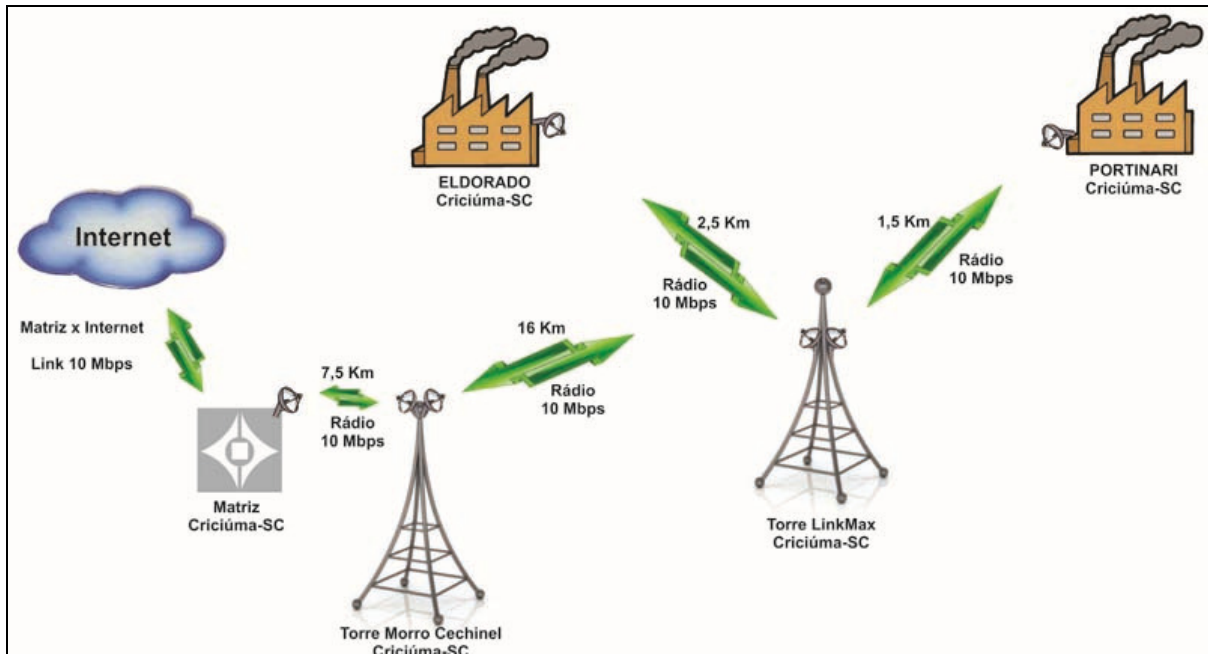 ELDORADO
Criciúma-SC
PORTINARI
Criciúma-SC
Internet
2,5 Km
Rádio
10 Mbps
1,5 Km
Rádio
10 Mbps
Matriz x Internet
Link 10 Mbps
7,5 Km
Rádio
10 Mbps
16 Km
Rádio
10 Mbps
Matriz
Criciúma-SC
Torre LinkMax
Criciúma-SC
Torre Morro Cechinel
Criciúma-SC